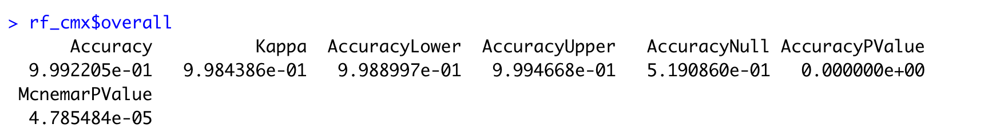 > rf_cmx$overall
Accuracy Kappa AccuracyLower AccuracyUpper AccuracyNull AccuracyPValue
9.992205e-01 9.984386e-01 9.988997e-01 9.994668e-01 5.190860e-01 0.000000e+00
McnemarPValue
4.785484e-05